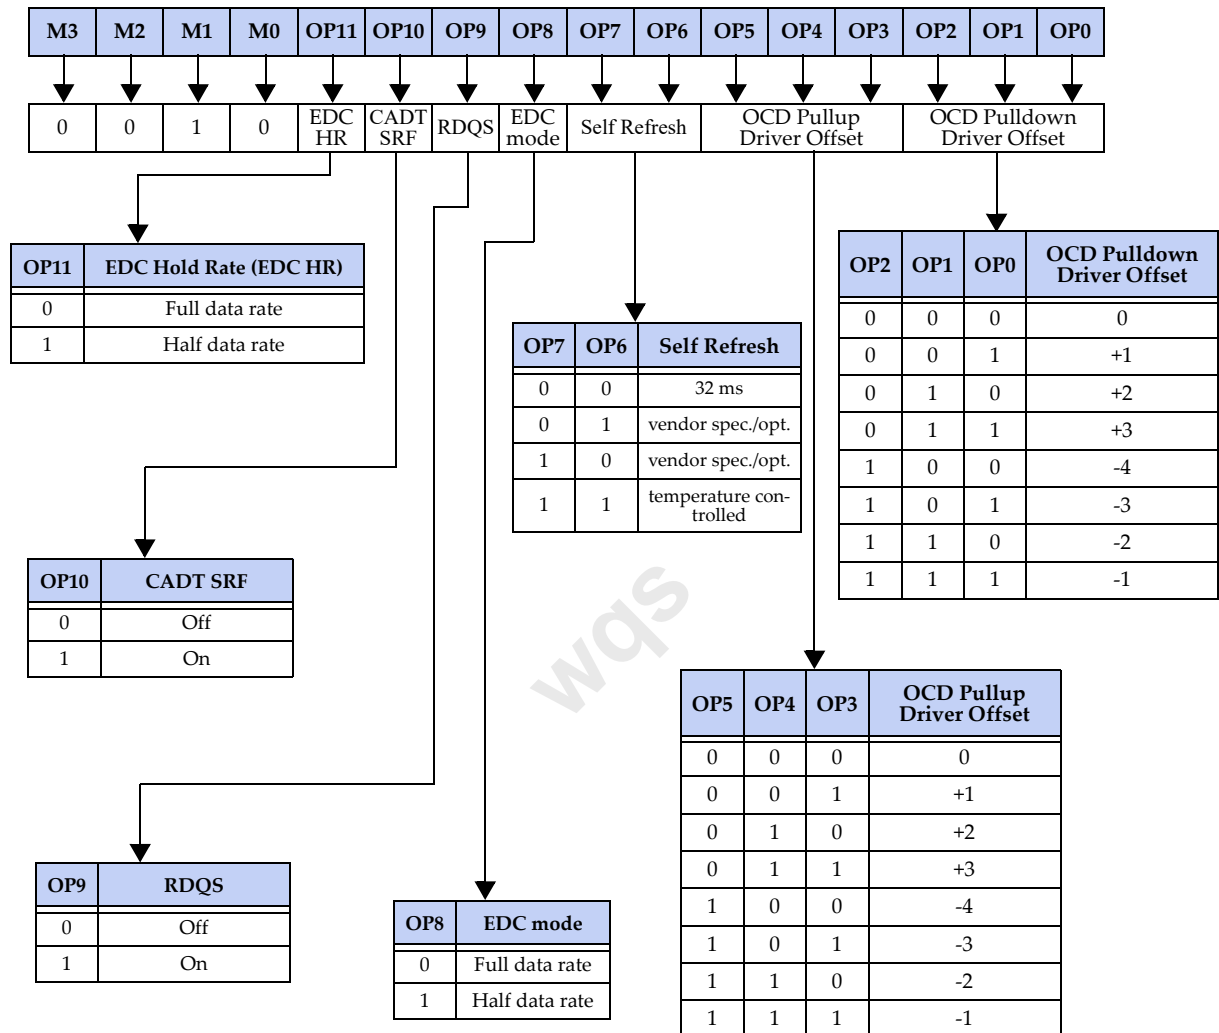 M3 M2 M1 M0 OP11 OP10 OP9 OP8 OP7 OP6 OP5 OP4 OP3 OP2 OP1 OP0
0 0 1 0 EDC HR CADT SRF RDQS EDC mode Self Refresh OCD Pullup Driver Offset OCD Pulldown Driver Offset
OP11 EDC Hold Rate (EDC HR)
0 Full data rate
1 Half data rate
OP2 OP1 OP0 OCD Pulldown Driver Offset
0 0 0 0
0 0 1 +1
0 1 0 +2
0 1 1 +3
1 0 0 -4
1 0 1 -3
1 1 0 -2
1 1 1 -1
OP7 OP6 Self Refresh
0 0 32 ms
0 1 vendor spec./opt.
1 0 vendor spec./opt.
1 1 temperature con-
trolled
OP10 CADT SRF
0 Off
1 On
wqs
OP5 OP4 OP3 OCD Pullup Driver Offset
0 0 0 0
0 0 1 +1
0 1 0 +2
0 1 1 +3
1 0 0 -4
1 0 1 -3
1 1 0 -2
1 1 1 -1
OP9 RDQS
0 Off
1 On
OP8 EDC mode
0 Full data rate
1 Half data rate